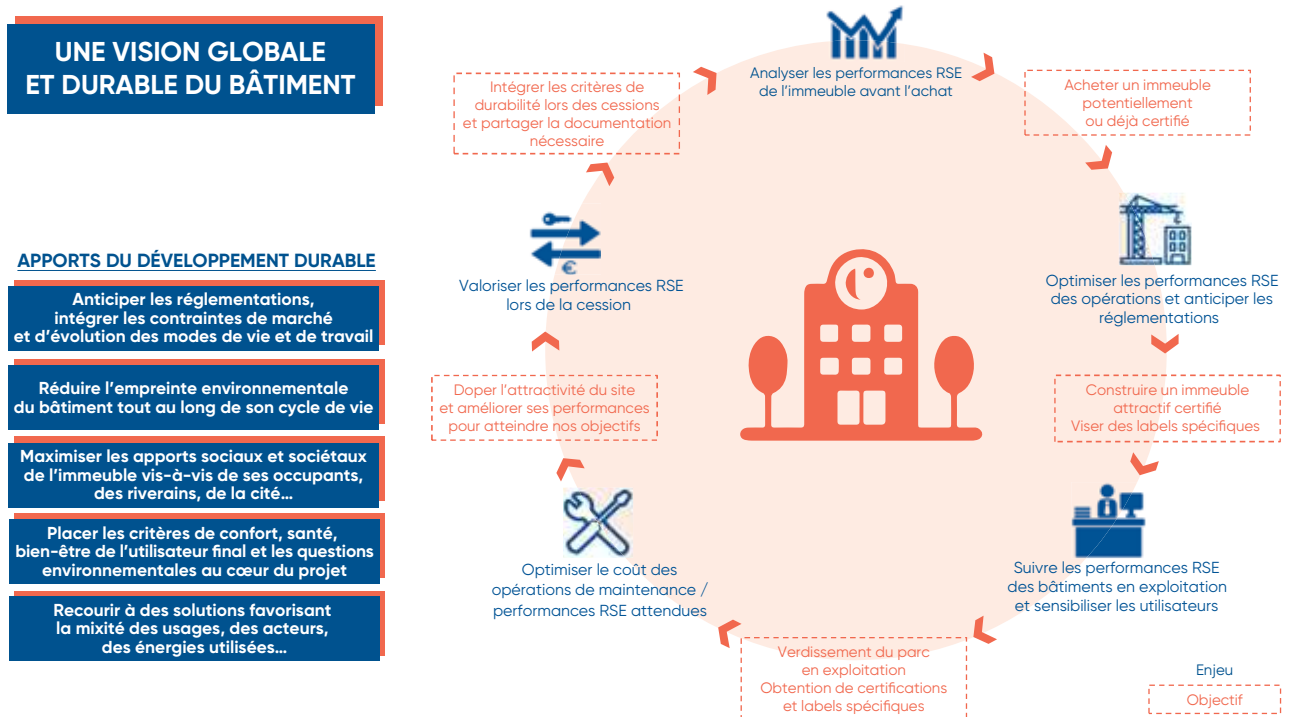 UNE VISION GLOBALE
ET DURABLE DU BÂTIMENT
APPORTS DU DÉVELOPPEMENT DURABLE
Anticiper les réglementations,
intégrer les contraintes de marché
et d'évolution des modes de vie et de travail
Réduire l'empreinte environnementale
du bâtiment tout au long de son cycle de vie
Maximiser les apports sociaux et sociétaux
de l'immeuble vis-à-vis de ses occupants,
des riverains, de la cité...
Placer les critères de confort, santé,
bien-être de l'utilisateur final et les questions
environnementales au cœur du projet
Recourir à des solutions favorisant
la mixité des usages, des acteurs,
des énergies utilisées...
Analyser les performances RSE
de l'immeuble avant l'achat
Acheter un immeuble
potentiellement
ou déjà certifié
Optimiser les performances RSE
des opérations et anticiper les
réglementations
Construire un immeuble
attractif certifié
Viser des labels spécifiques
Suivre les performances RSE
des bâtiments en exploitation
et sensibiliser les utilisateurs
Verdissement du parc
en exploitation
Obtention de certifications
et labels spécifiques
Optimiser le coût des
opérations de maintenance /
performances RSE attendues
Doper l'attractivité du site
et améliorer ses performances
pour atteindre nos objectifs
Valoriser les performances RSE
lors de la cession
€
Intégrer les critères de
durabilité lors des cessions
et partager la documentation
nécessaire
Enjeu
Objectif